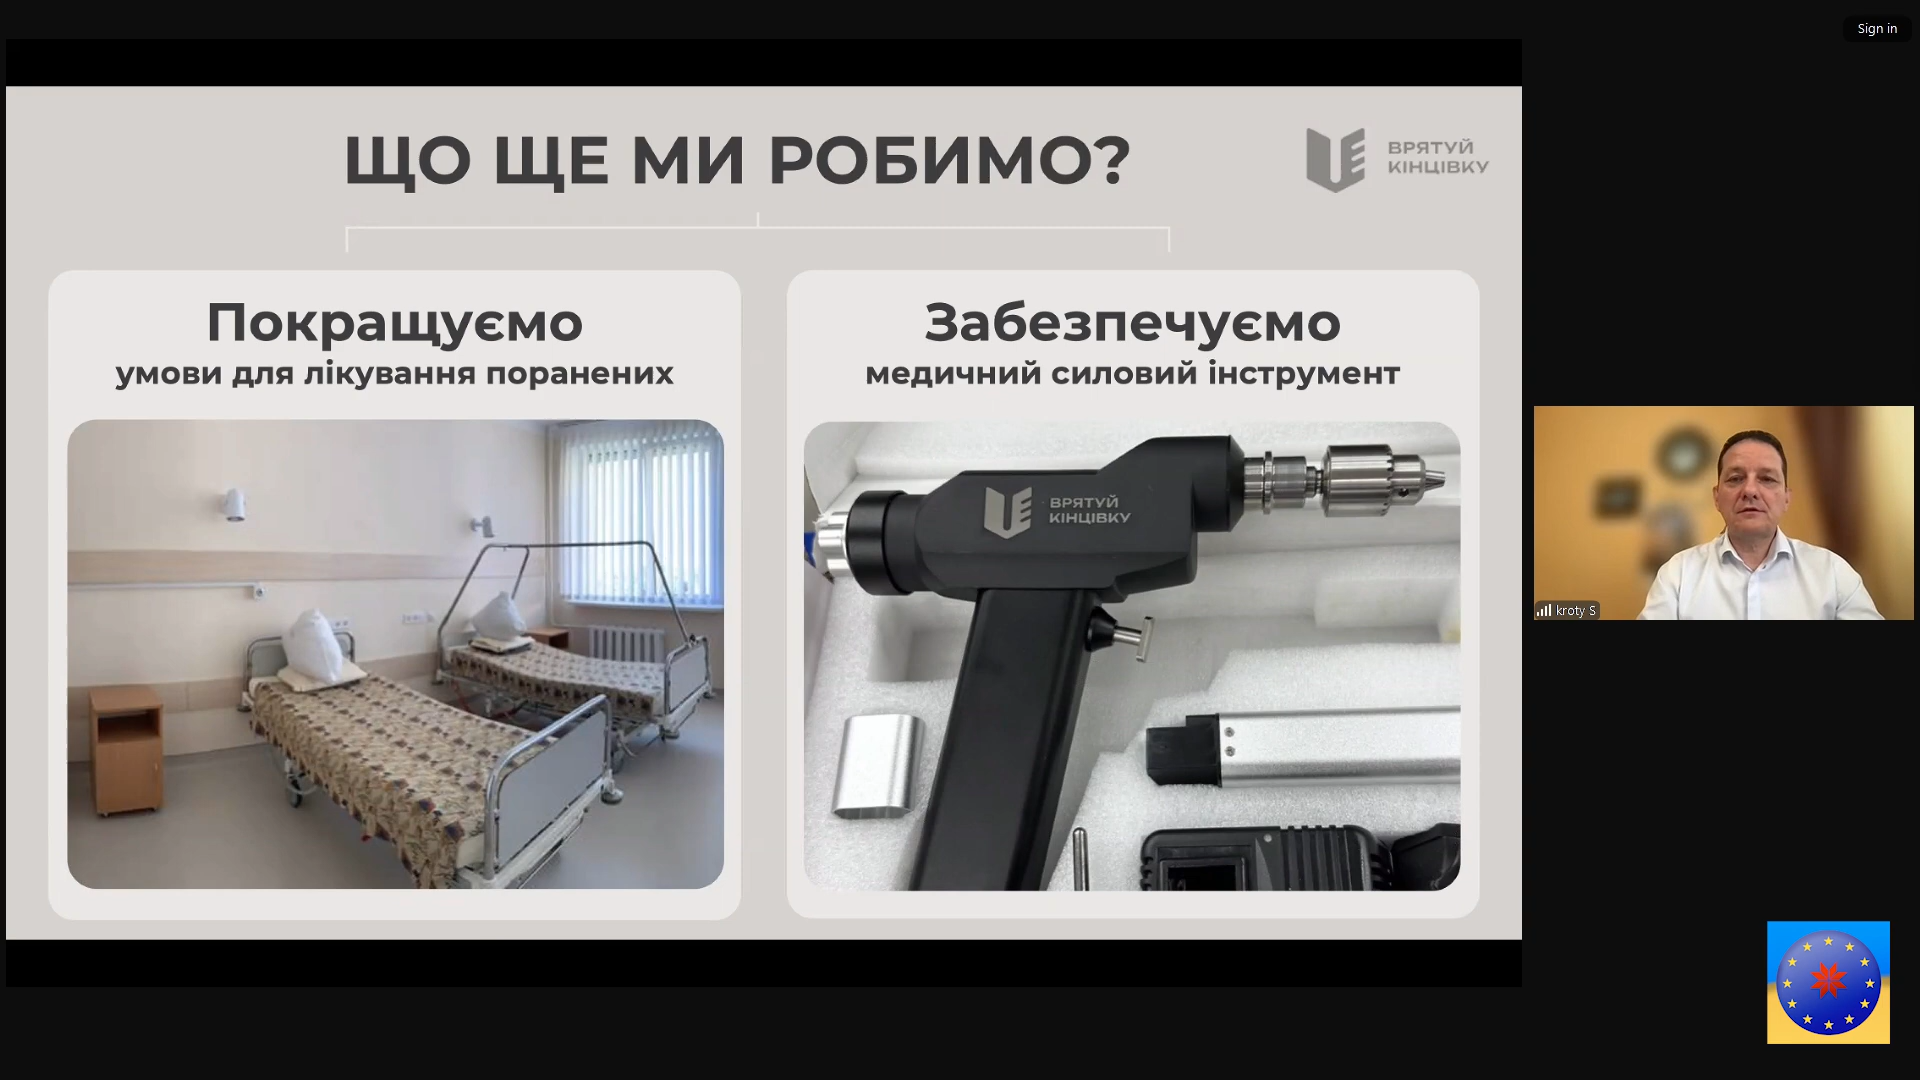 Sign in
ЩО ЩЕ МИ РОБИМО?
ВРЯТУЙ
КІНЦІВКУ
Покращуємо
умови для лікування поранених
Забезпечуємо
медичний силовий інструмент
ВРЯТУЙ
КІНЦІВКУ
kroty S